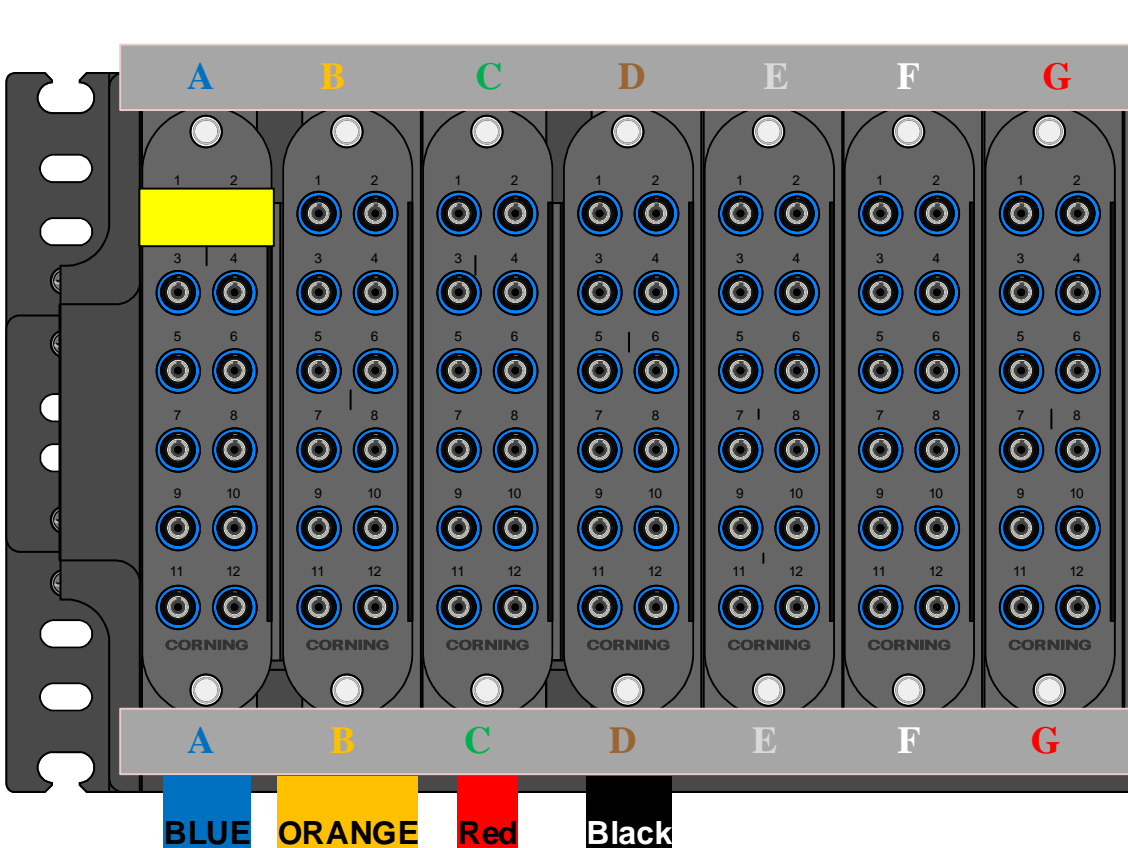 A B C D E F G
1 2 1 2 1 2 1 2 1 2 1 2 1 2
3 4 3 4 3 4 3 4 3 4 3 4 3 4
5 6 5 6 5 6 5 6 5 6 5 6 5 6
7 8 7 8 7 8 7 8 7 8 7 8 7 8
9 10 9 10 9 10 9 10 9 10 9 10 9 10
11 12 11 12 11 12 11 12 11 12 11 12 11 12
CORNING CORNING CORNING CORNING CORNING CORNING CORNING
A B C D E F G
BLUE ORANGE Red Black